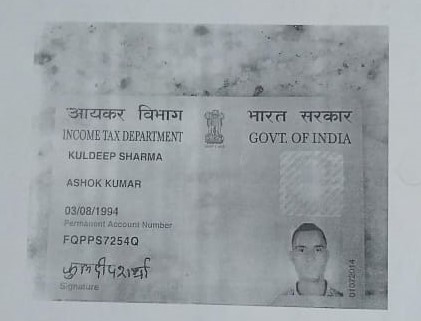 आयकर विभाग
INCOME TAX DEPARTMENT
भारत सरकार
GOVT. OF INDIA
KULDEEP SHARMA
ASHOK KUMAR
03/08/1994
Permanent Account Number
FQPPS7254Q
कुलदीप शर्मा
Signature
01072014